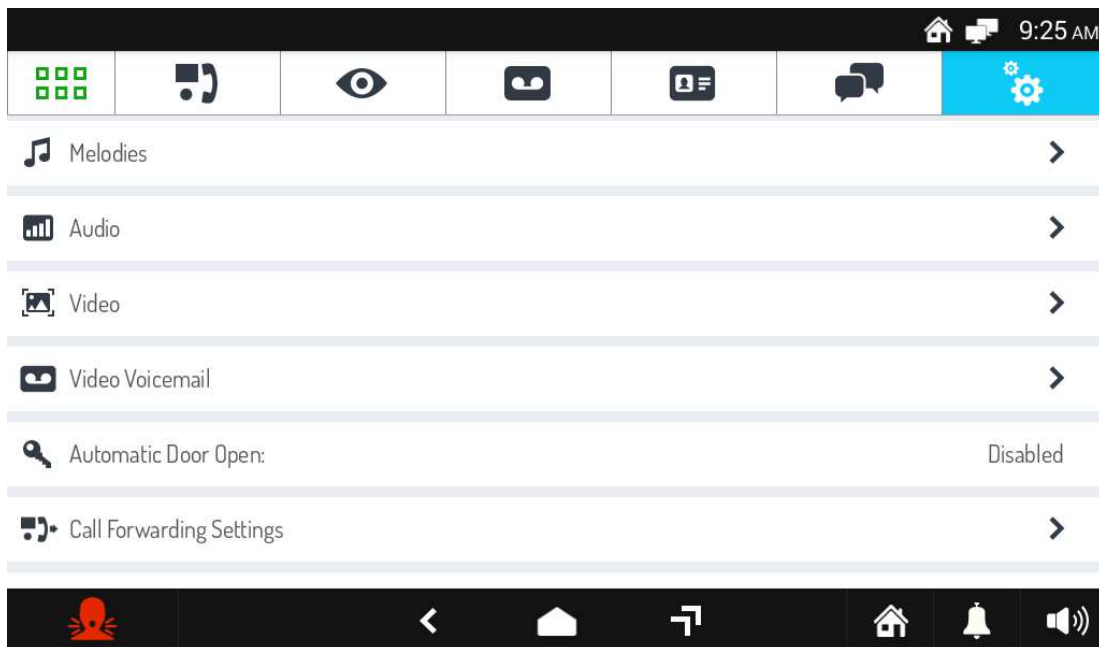 9:25 AM
Melodies
Audio
Video
Video Voicemail
Automatic Door Open: Disabled
Call Forwarding Settings